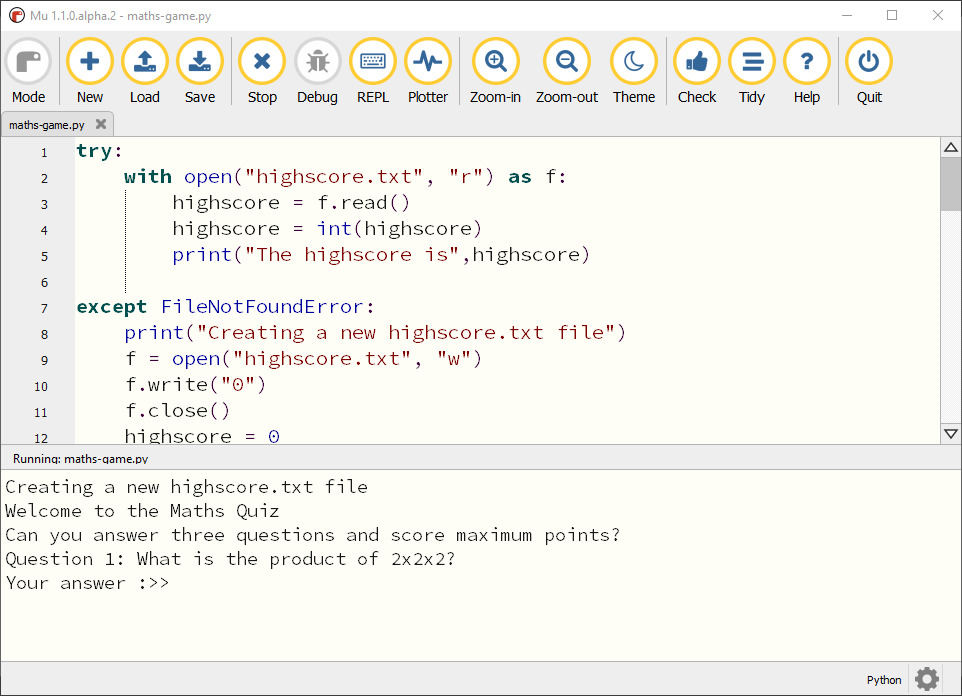 Mu 1.1.0.alpha.2 - maths-game.py
Mode New Load Save Stop Debug REPL Plotter Zoom-in Zoom-out Theme Check Tidy Help Quit
maths-game.py
1 try:
2     with open("highscore.txt", "r") as f:
3         highscore = f.read()
4         highscore = int(highscore)
5         print("The highscore is",highscore)
6
7 except FileNotFoundError:
8     print("Creating a new highscore.txt file")
9     f = open("highscore.txt", "w")
10     f.write("0")
11     f.close()
12     highscore = 0
Running: maths-game.py
Creating a new highscore.txt file
Welcome to the Maths Quiz
Can you answer three questions and score maximum points?
Question 1: What is the product of 2x2x2?
Your answer :>>
Python